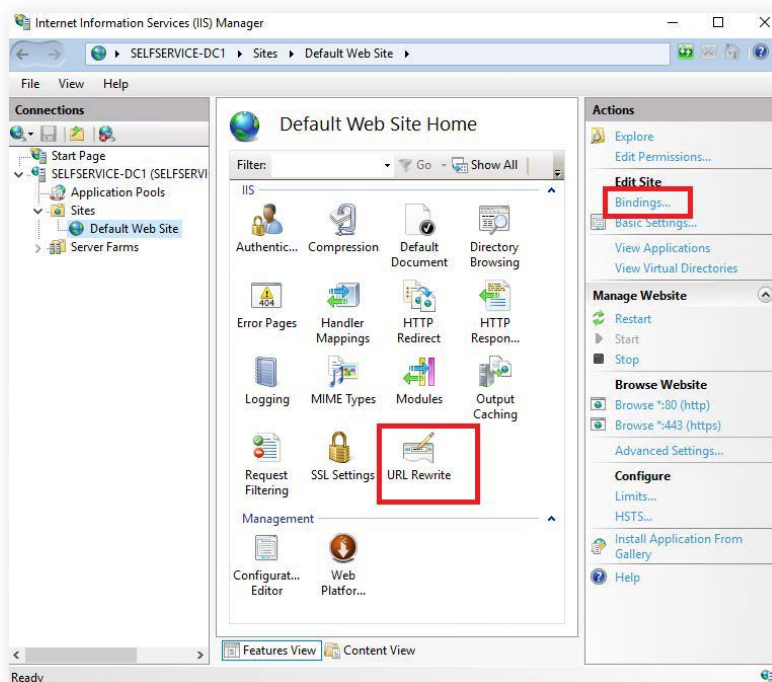 Internet Information Services (IIS) Manager
SELFSERVICE-DC1 Sites Default Web Site
File View Help
Connections
Start Page
SELFSERVICE-DC1 (SELFSERVI
Application Pools
Sites
Default Web Site
Server Farms
Default Web Site Home
Filter: Go Show All
IIS
Authentic... Compression Default Document Directory Browsing
Error Pages Handler Mappings HTTP Redirect HTTP Respon...
404
Logging MIME Types Modules Output Caching
Request Filtering SSL Settings URL Rewrite
Management
Configurat... Editor Web Platfor...
Features View Content View
Actions
Explore
Edit Permissions...
Edit Site
Bindings...
Basic Settings...
View Applications
View Virtual Directories
Manage Website
Restart
Start
Stop
Browse Website
Browse *:80 (http)
Browse *:443 (https)
Advanced Settings...
Configure
Limits...
HSTS...
Install Application From
Gallery
Help
Ready